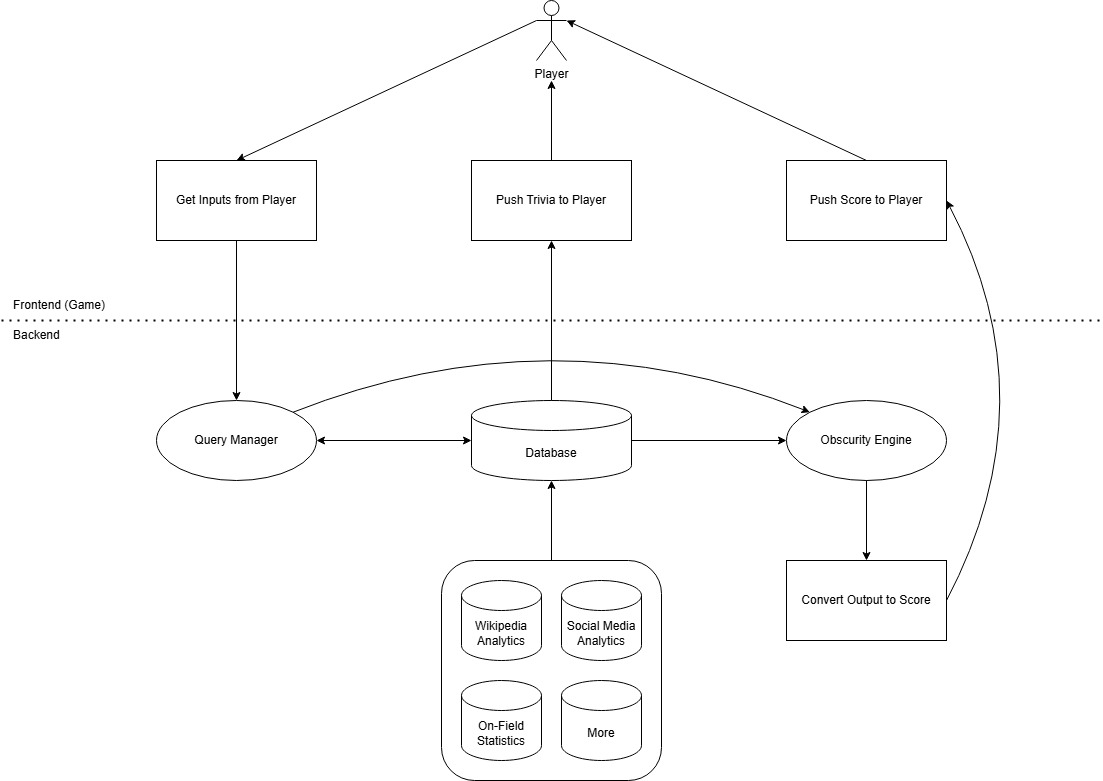 Player
Get Inputs from Player
Push Trivia to Player
Push Score to Player
Frontend (Game)
Backend
Query Manager
Database
Obscurity Engine
Convert Output to Score
Wikipedia
Analytics
Social Media
Analytics
On-Field
Statistics
More